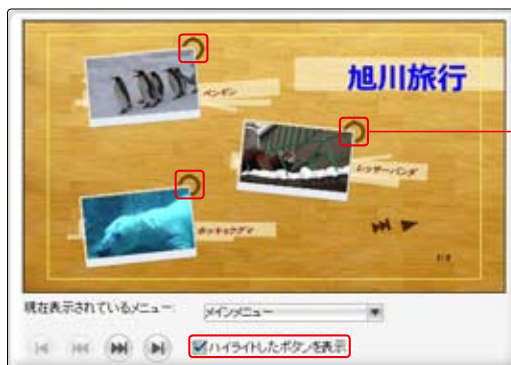 旭川旅行
ペンギン
レッサーパンダ
ホッキョクグマ
現在表示されているメニュー:
メインメニュー
ハイライトしたボタンを表示